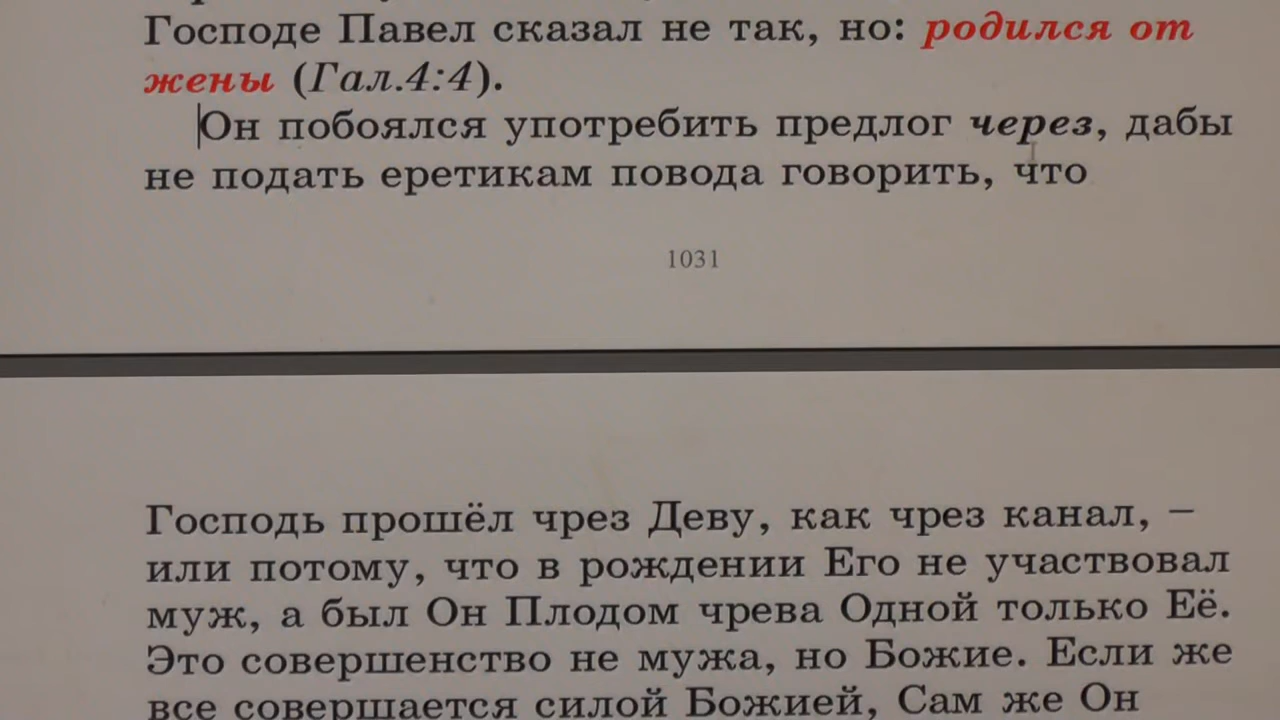 Господе Павел сказал не так, но: родился от
жены (Гал.4:4).
Он побоялся употребить предлог через, дабы
не подать еретикам повода говорить, что
1031
Господь прошёл чрез Деву, как чрез канал, –
или потому, что в рождении Его не участвовал
муж, а был Он Плодом чрева Одной только Её.
Это совершенство не мужа, но Божие. Если же
все совершается силой Божией, Сам же Он